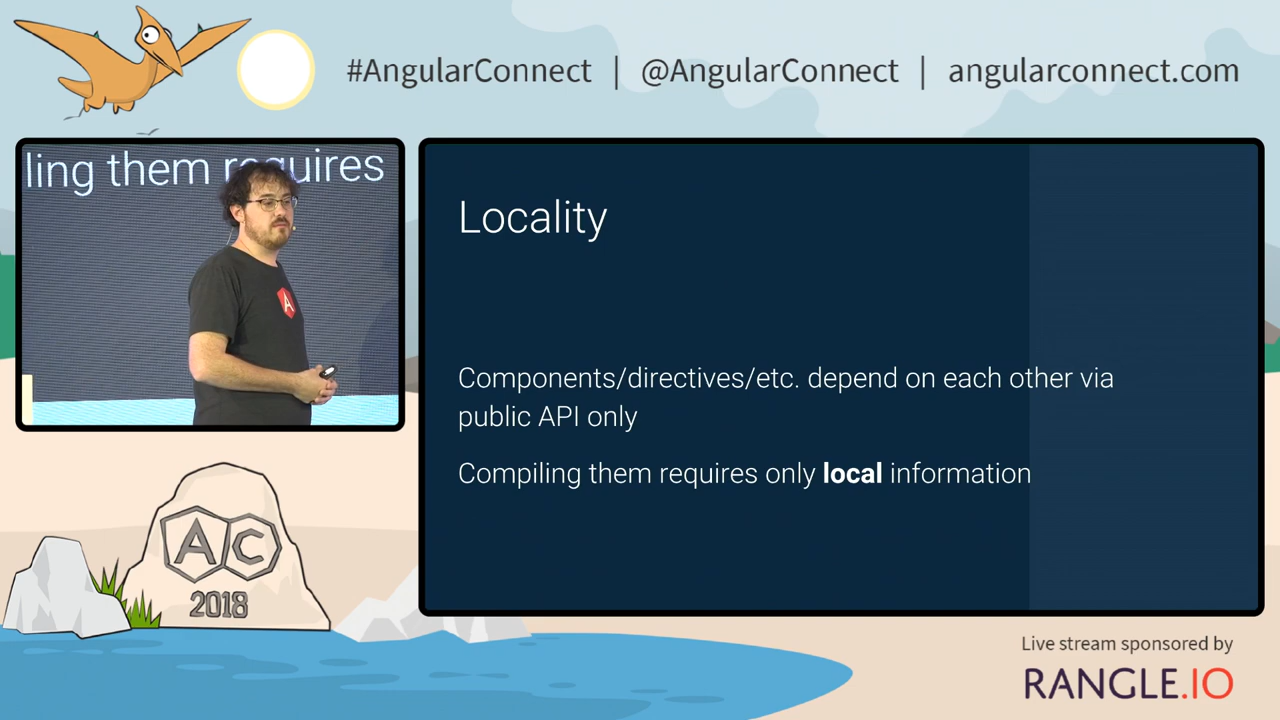 #AngularConnect | @AngularConnect | angularconnect.com
ling them requires
Locality
Components/directives/etc. depend on each other via
public API only
Compiling them requires only local information
A
AC
2018
Live stream sponsored by
RANGLE.IO